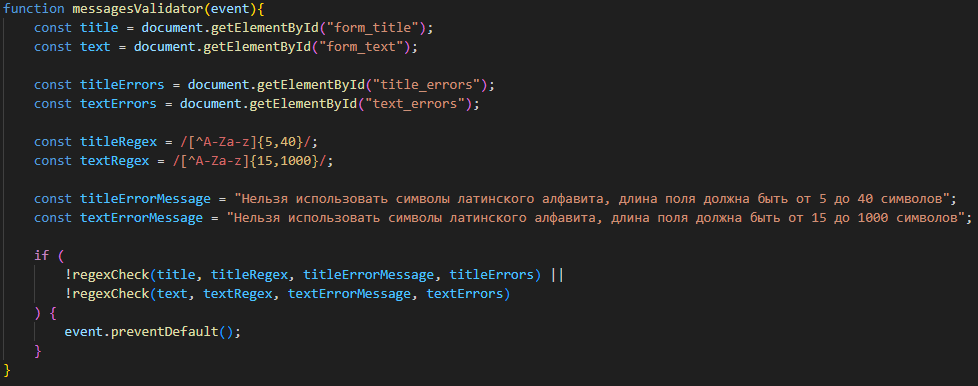 function messagesValidator(event){
    const title = document.getElementById("form_title");
    const text = document.getElementById("form_text");

    const titleErrors = document.getElementById("title_errors");
    const textErrors = document.getElementById("text_errors");

    const titleRegex = /[^A-Za-z]{5,40}/;
    const textRegex = /[^A-Za-z]{15,1000}/;

    const titleErrorMessage = "Нельзя использовать символы латинского алфавита, длина поля должна быть от 5 до 40 символов";
    const textErrorMessage = "Нельзя использовать символы латинского алфавита, длина поля должна быть от 15 до 1000 символов";

    if (
        !regexCheck(title, titleRegex, titleErrorMessage, titleErrors) ||
        !regexCheck(text, textRegex, textErrorMessage, textErrors)
    ) {
        event.preventDefault();
    }
}